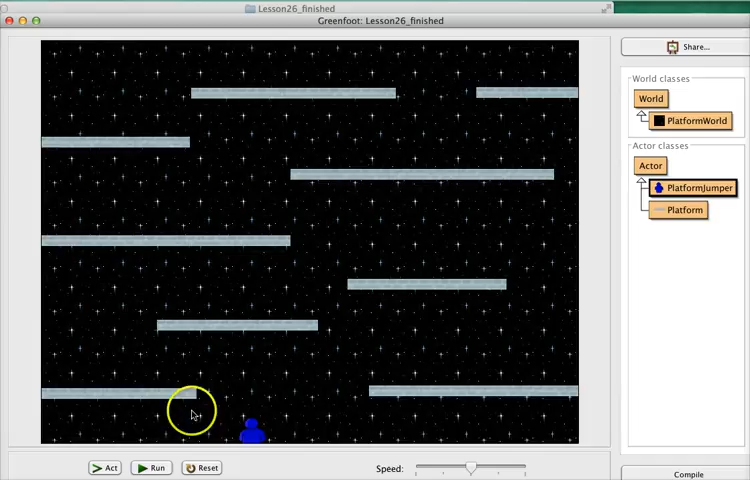 Lesson26_finished
Greenfoot: Lesson26_finished
Share...
World classes
World
PlatformWorld
Actor classes
Actor
PlatformJumper
Platform
Act
Run
Reset
Speed:
Compile